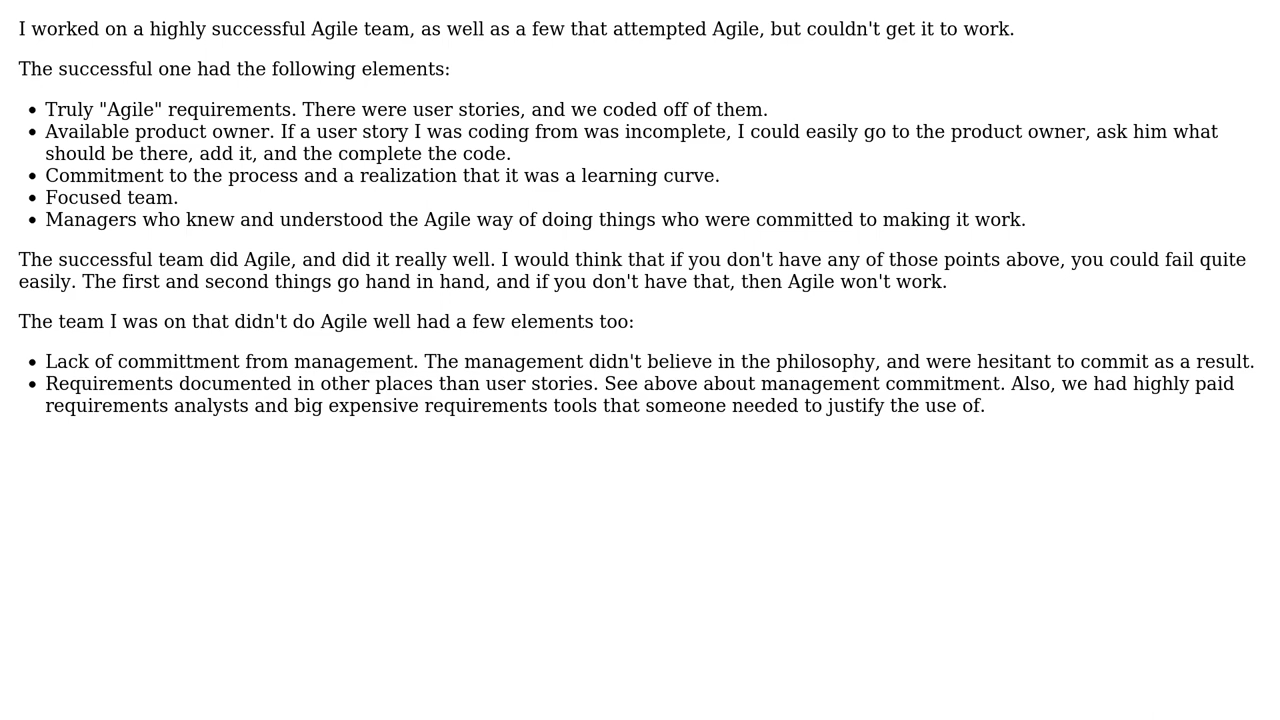 I worked on a highly successful Agile team, as well as a few that attempted Agile, but couldn't get it to work.
The successful one had the following elements:
• Truly "Agile" requirements. There were user stories, and we coded off of them.
• Available product owner. If a user story I was coding from was incomplete, I could easily go to the product owner, ask him what
should be there, add it, and the complete the code.
• Commitment to the process and a realization that it was a learning curve.
• Focused team.
• Managers who knew and understood the Agile way of doing things who were committed to making it work.
The successful team did Agile, and did it really well. I would think that if you don't have any of those points above, you could fail quite
easily. The first and second things go hand in hand, and if you don't have that, then Agile won't work.
The team I was on that didn't do Agile well had a few elements too:
• Lack of committment from management. The management didn't believe in the philosophy, and were hesitant to commit as a result.
• Requirements documented in other places than user stories. See above about management commitment. Also, we had highly paid
requirements analysts and big expensive requirements tools that someone needed to justify the use of.